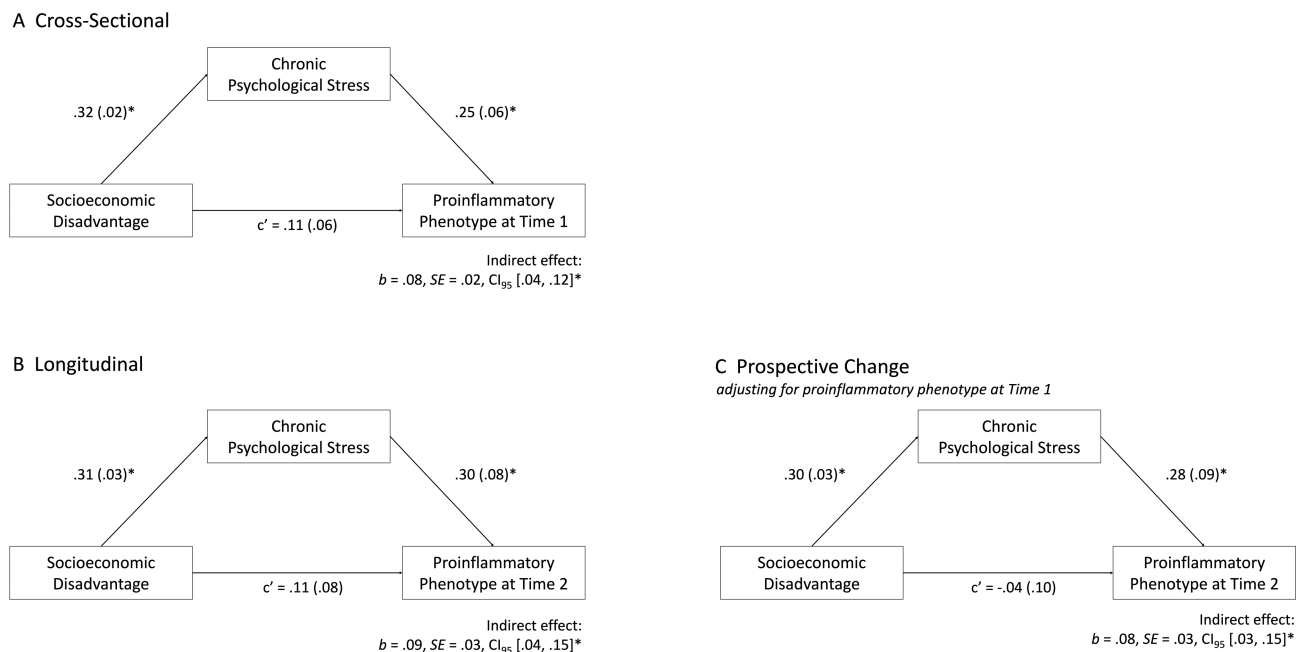 A Cross-Sectional
Chronic
Psychological Stress
.32 (.02)*
.25 (.06)*
Socioeconomic
Disadvantage
Proinflammatory
Phenotype at Time 1
c’ = .11 (.06)
Indirect effect:
b = .08, SE = .02, CI95 [.04, .12]*
B Longitudinal
Chronic
Psychological Stress
.31 (.03)*
.30 (.08)*
Socioeconomic
Disadvantage
Proinflammatory
Phenotype at Time 2
c’ = .11 (.08)
Indirect effect:
b = .09, SE = .03, CI95 [.04, .15]*
C Prospective Change
adjusting for proinflammatory phenotype at Time 1
Chronic
Psychological Stress
.30 (.03)*
.28 (.09)*
Socioeconomic
Disadvantage
Proinflammatory
Phenotype at Time 2
c’ = -.04 (.10)
Indirect effect:
b = .08, SE = .03, CI95 [.03, .15]*